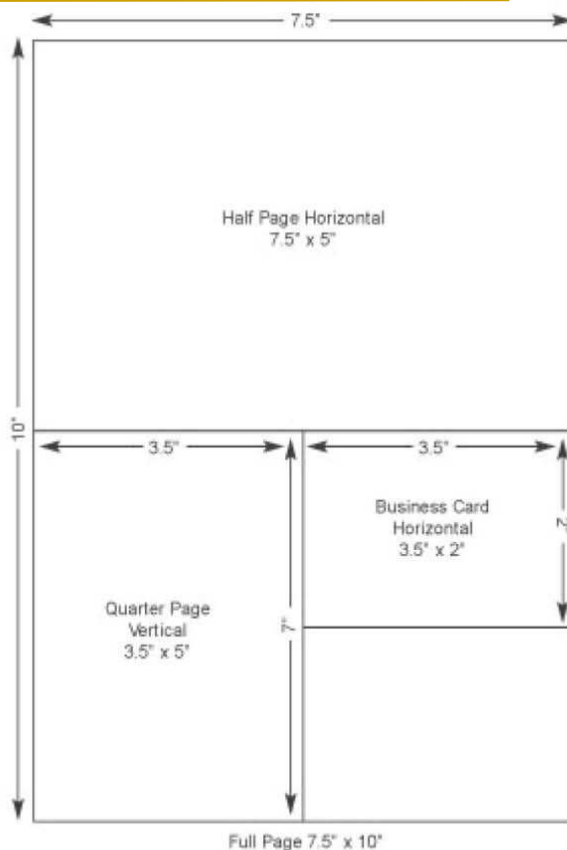 7.5"
Half Page Horizontal
7.5" x 5"
10"
3.5"
3.5"
Business Card
Horizontal
3.5" x 2"
2"
Quarter Page
Vertical
3.5" x 5"
7"
Full Page 7.5" x 10"